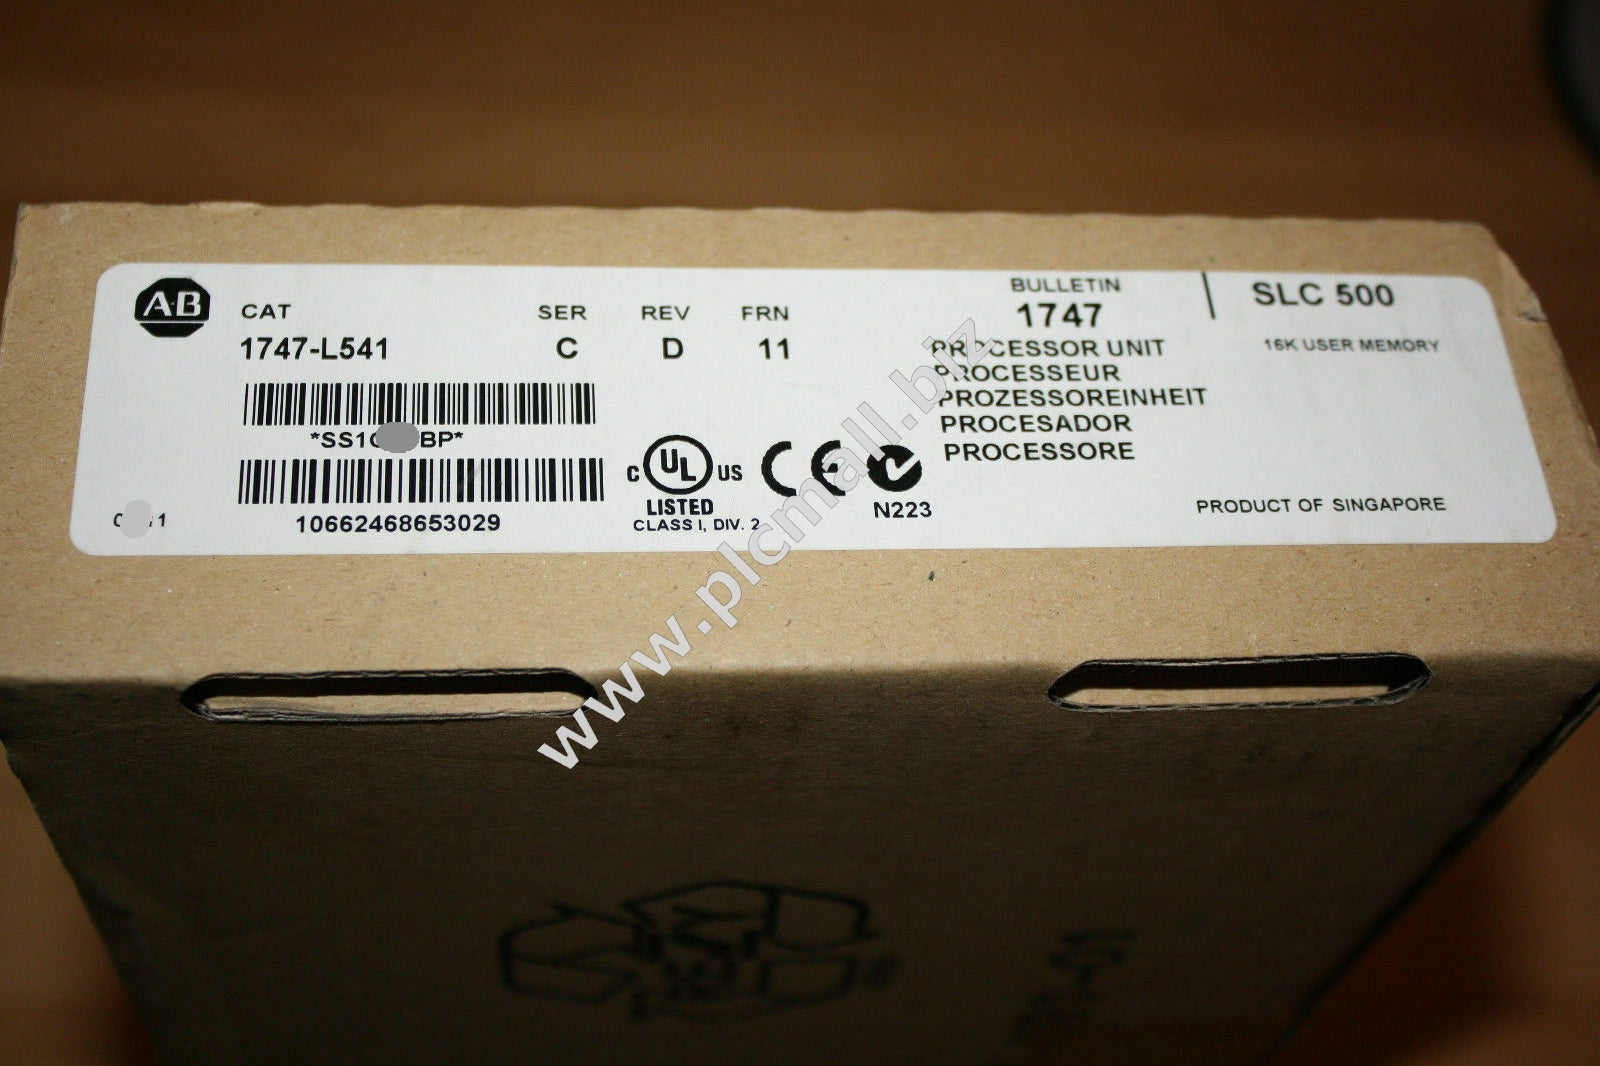 A·B
CAT SER REV FRN
1747-L541 C D 11
BULLETIN
1747
SLC 500
16K USER MEMORY
PROCESSOR UNIT
PROCESSEUR
PROZESSOREINHEIT
PROCESADOR
PROCESSORE
BP*
10662468653029
C UL US
LISTED
CLASS I, DIV. 2
CE
N223
PRODUCT OF SINGAPORE
www.plcmall.biz